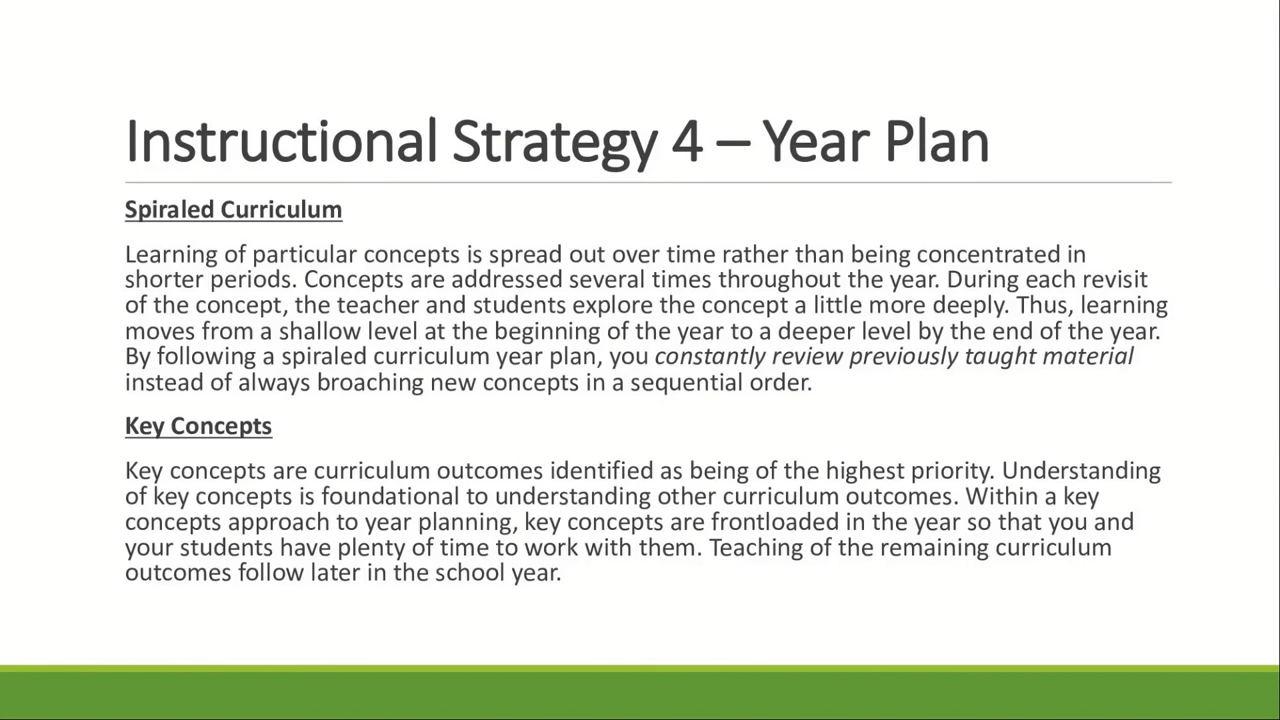 Instructional Strategy 4 – Year Plan
Spiraled Curriculum
Learning of particular concepts is spread out over time rather than being concentrated in
shorter periods. Concepts are addressed several times throughout the year. During each revisit
of the concept, the teacher and students explore the concept a little more deeply. Thus, learning
moves from a shallow level at the beginning of the year to a deeper level by the end of the year.
By following a spiraled curriculum year plan, you constantly review previously taught material
instead of always broaching new concepts in a sequential order.
Key Concepts
Key concepts are curriculum outcomes identified as being of the highest priority. Understanding
of key concepts is foundational to understanding other curriculum outcomes. Within a key
concepts approach to year planning, key concepts are frontloaded in the year so that you and
your students have plenty of time to work with them. Teaching of the remaining curriculum
outcomes follow later in the school year.